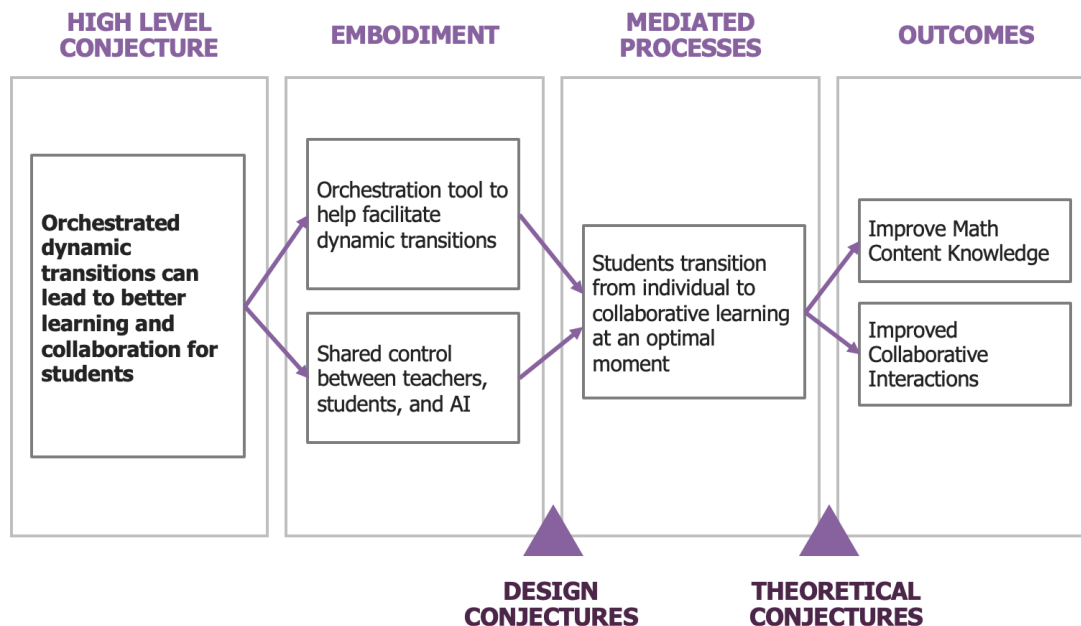 HIGH LEVEL
CONJECTURE
EMBODIMENT
MEDIATED
PROCESSES
OUTCOMES
Orchestrated
dynamic
transitions can
lead to better
learning and
collaboration for
students
Orchestration tool to
help facilitate
dynamic transitions
Shared control
between teachers,
students, and AI
Students transition
from individual to
collaborative learning
at an optimal
moment
Improve Math
Content Knowledge
Improved
Collaborative
Interactions
DESIGN
CONJECTURES
THEORETICAL
CONJECTURES